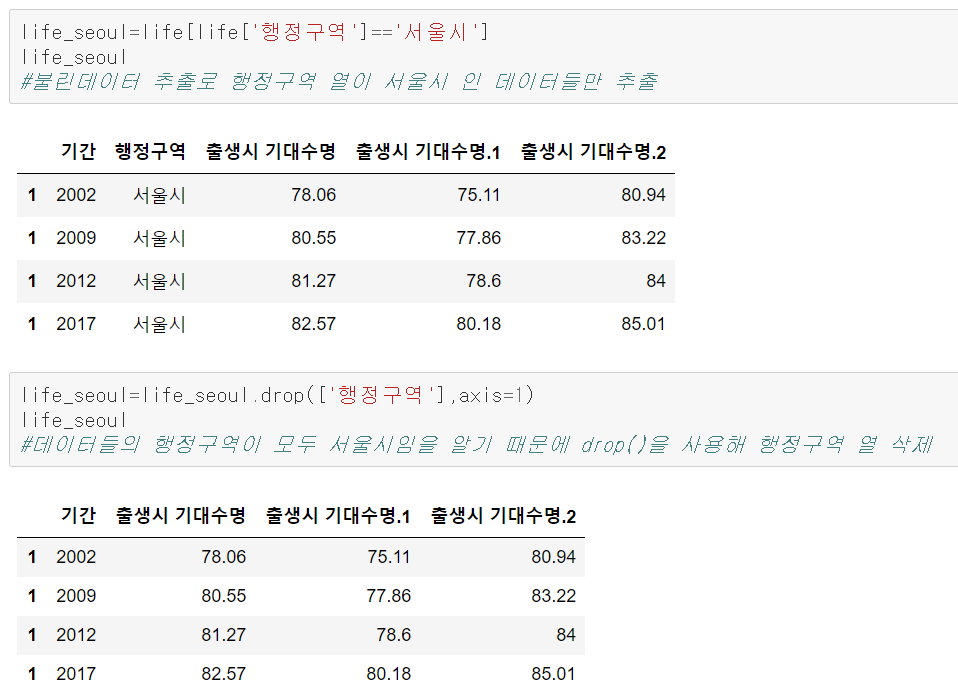 life_seoul=life[life['행정구역']=='서울시']
life_seoul
#불린데이터 추출로 행정구역 열이 서울시 인 데이터들만 추출
기간 행정구역 출생시 기대수명 출생시 기대수명.1 출생시 기대수명.2
1 2002 서울시 78.06 75.11 80.94
1 2009 서울시 80.55 77.86 83.22
1 2012 서울시 81.27 78.6 84
1 2017 서울시 82.57 80.18 85.01
life_seoul=life_seoul.drop(['행정구역'],axis=1)
life_seoul
#데이터들의 행정구역이 모두 서울시임을 알기 때문에 drop()을 사용해 행정구역 열 삭제
기간 출생시 기대수명 출생시 기대수명.1 출생시 기대수명.2
1 2002 78.06 75.11 80.94
1 2009 80.55 77.86 83.22
1 2012 81.27 78.6 84
1 2017 82.57 80.18 85.01